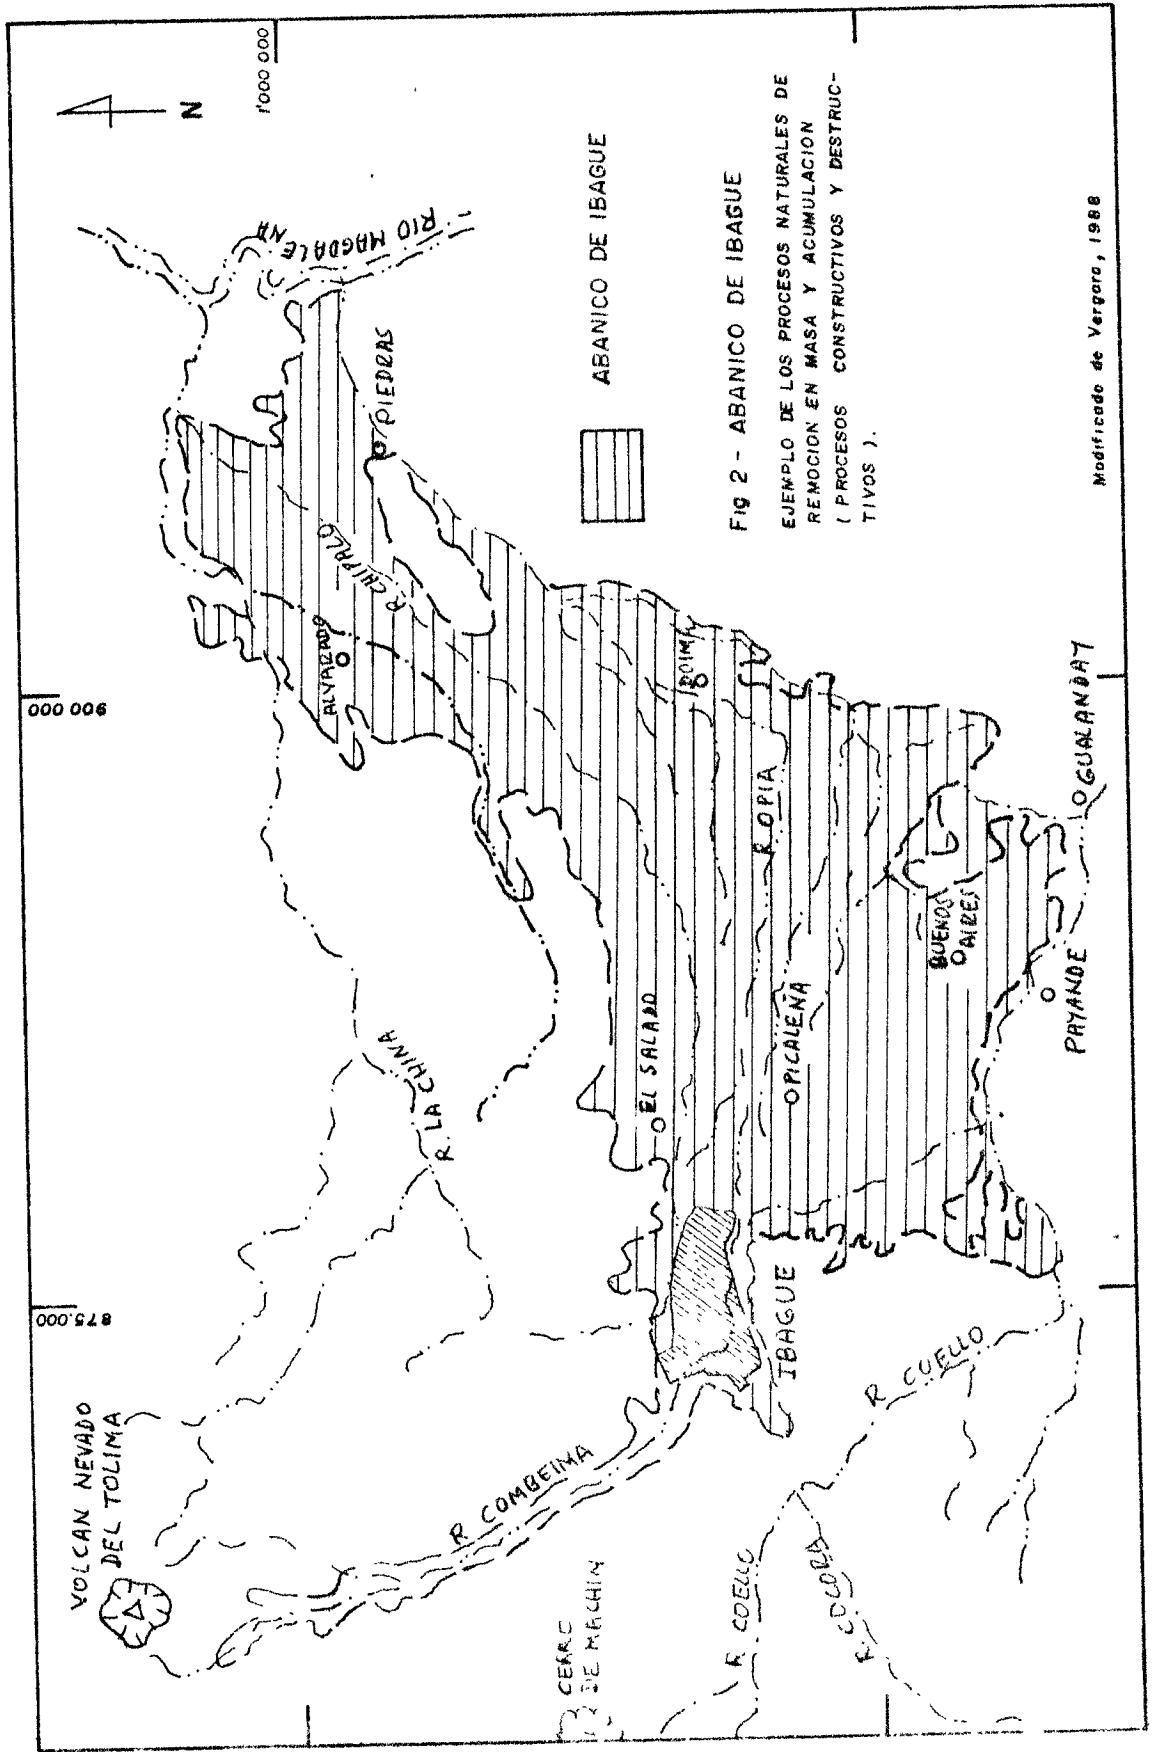 VOLCAN NEVADO
DEL TOLIMA
875.000
900 000
1'000 000
N
R. LA CHINA
R COMBEIMA
CERRO
DE MACHIN
R COELLO
R. COCORA
R CUELLO
IBAGUE
EL SALADO
PICALEÑA
R. OPIA
DOIMA
ALVARADO
R. CHIPALO
PIEDRAS
RIO MAGDALENA
BUENOS
AIRES
PAYANDE
GUALANDAY
ABANICO DE IBAGUE
Fig 2 - ABANICO DE IBAGUE
EJEMPLO DE LOS PROCESOS NATURALES DE
REMOCION EN MASA Y ACUMULACION
( PROCESOS CONSTRUCTIVOS Y DESTRUC-
TIVOS ).
Modificado de Vergara, 1988